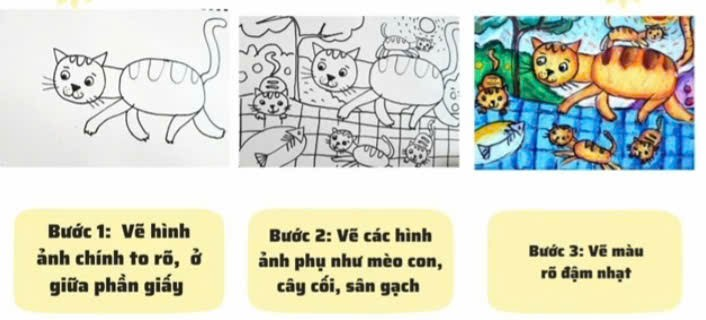 Bước 1: Vẽ hình
ảnh chính to rõ, ở
giữa phần giấy
Bước 2: Vẽ các hình
ảnh phụ như mèo con,
cây cối, sân gạch
Bước 3: Vẽ màu
rõ đậm nhạt